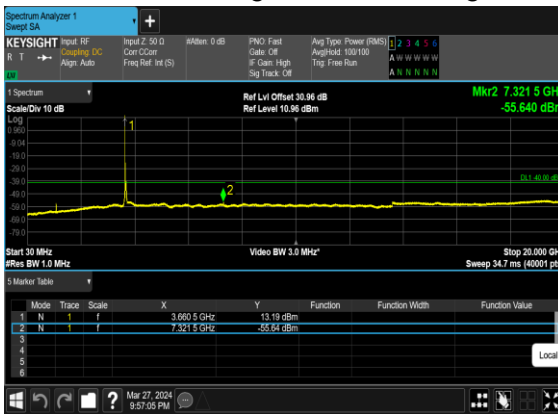 Spectrum Analyzer 1
Swept SA
KEYSIGHT Input: RF Input Z: 50 Ω #Atten: 0 dB PNO: Fast Avg Type: Power (RMS) 1 2 3 4 5 6
R T Coupling: DC Corr CCorr Gate: Off Avg|Hold: 100/100 A W W W W W
Align: Auto Freq Ref: Int (S) IF Gain: High Trig: Free Run
Sig Track: Off A N N N N N
LV
1 Spectrum Ref Lvl Offset 30.96 dB Mkr2 7.321 5 GH
Scale/Div 10 dB Ref Level 10.96 dBm -55.640 dBm
Log
0.960
-9.04
-19.0
-29.0
-39.0
-49.0
-59.0
-69.0
-79.0
1
2
Start 30 MHz Video BW 3.0 MHz* Stop 20.000 GH
#Res BW 1.0 MHz Sweep 34.7 ms (40001 pt
5 Marker Table
Mode Trace Scale X Y Function Function Width Function Value
1 N 1 f 3.660 5 GHz 13.19 dBm
2 N 1 f 7.321 5 GHz -55.64 dBm
3
4
5
6
Local
? Mar 27, 2024
9:57:05 PM